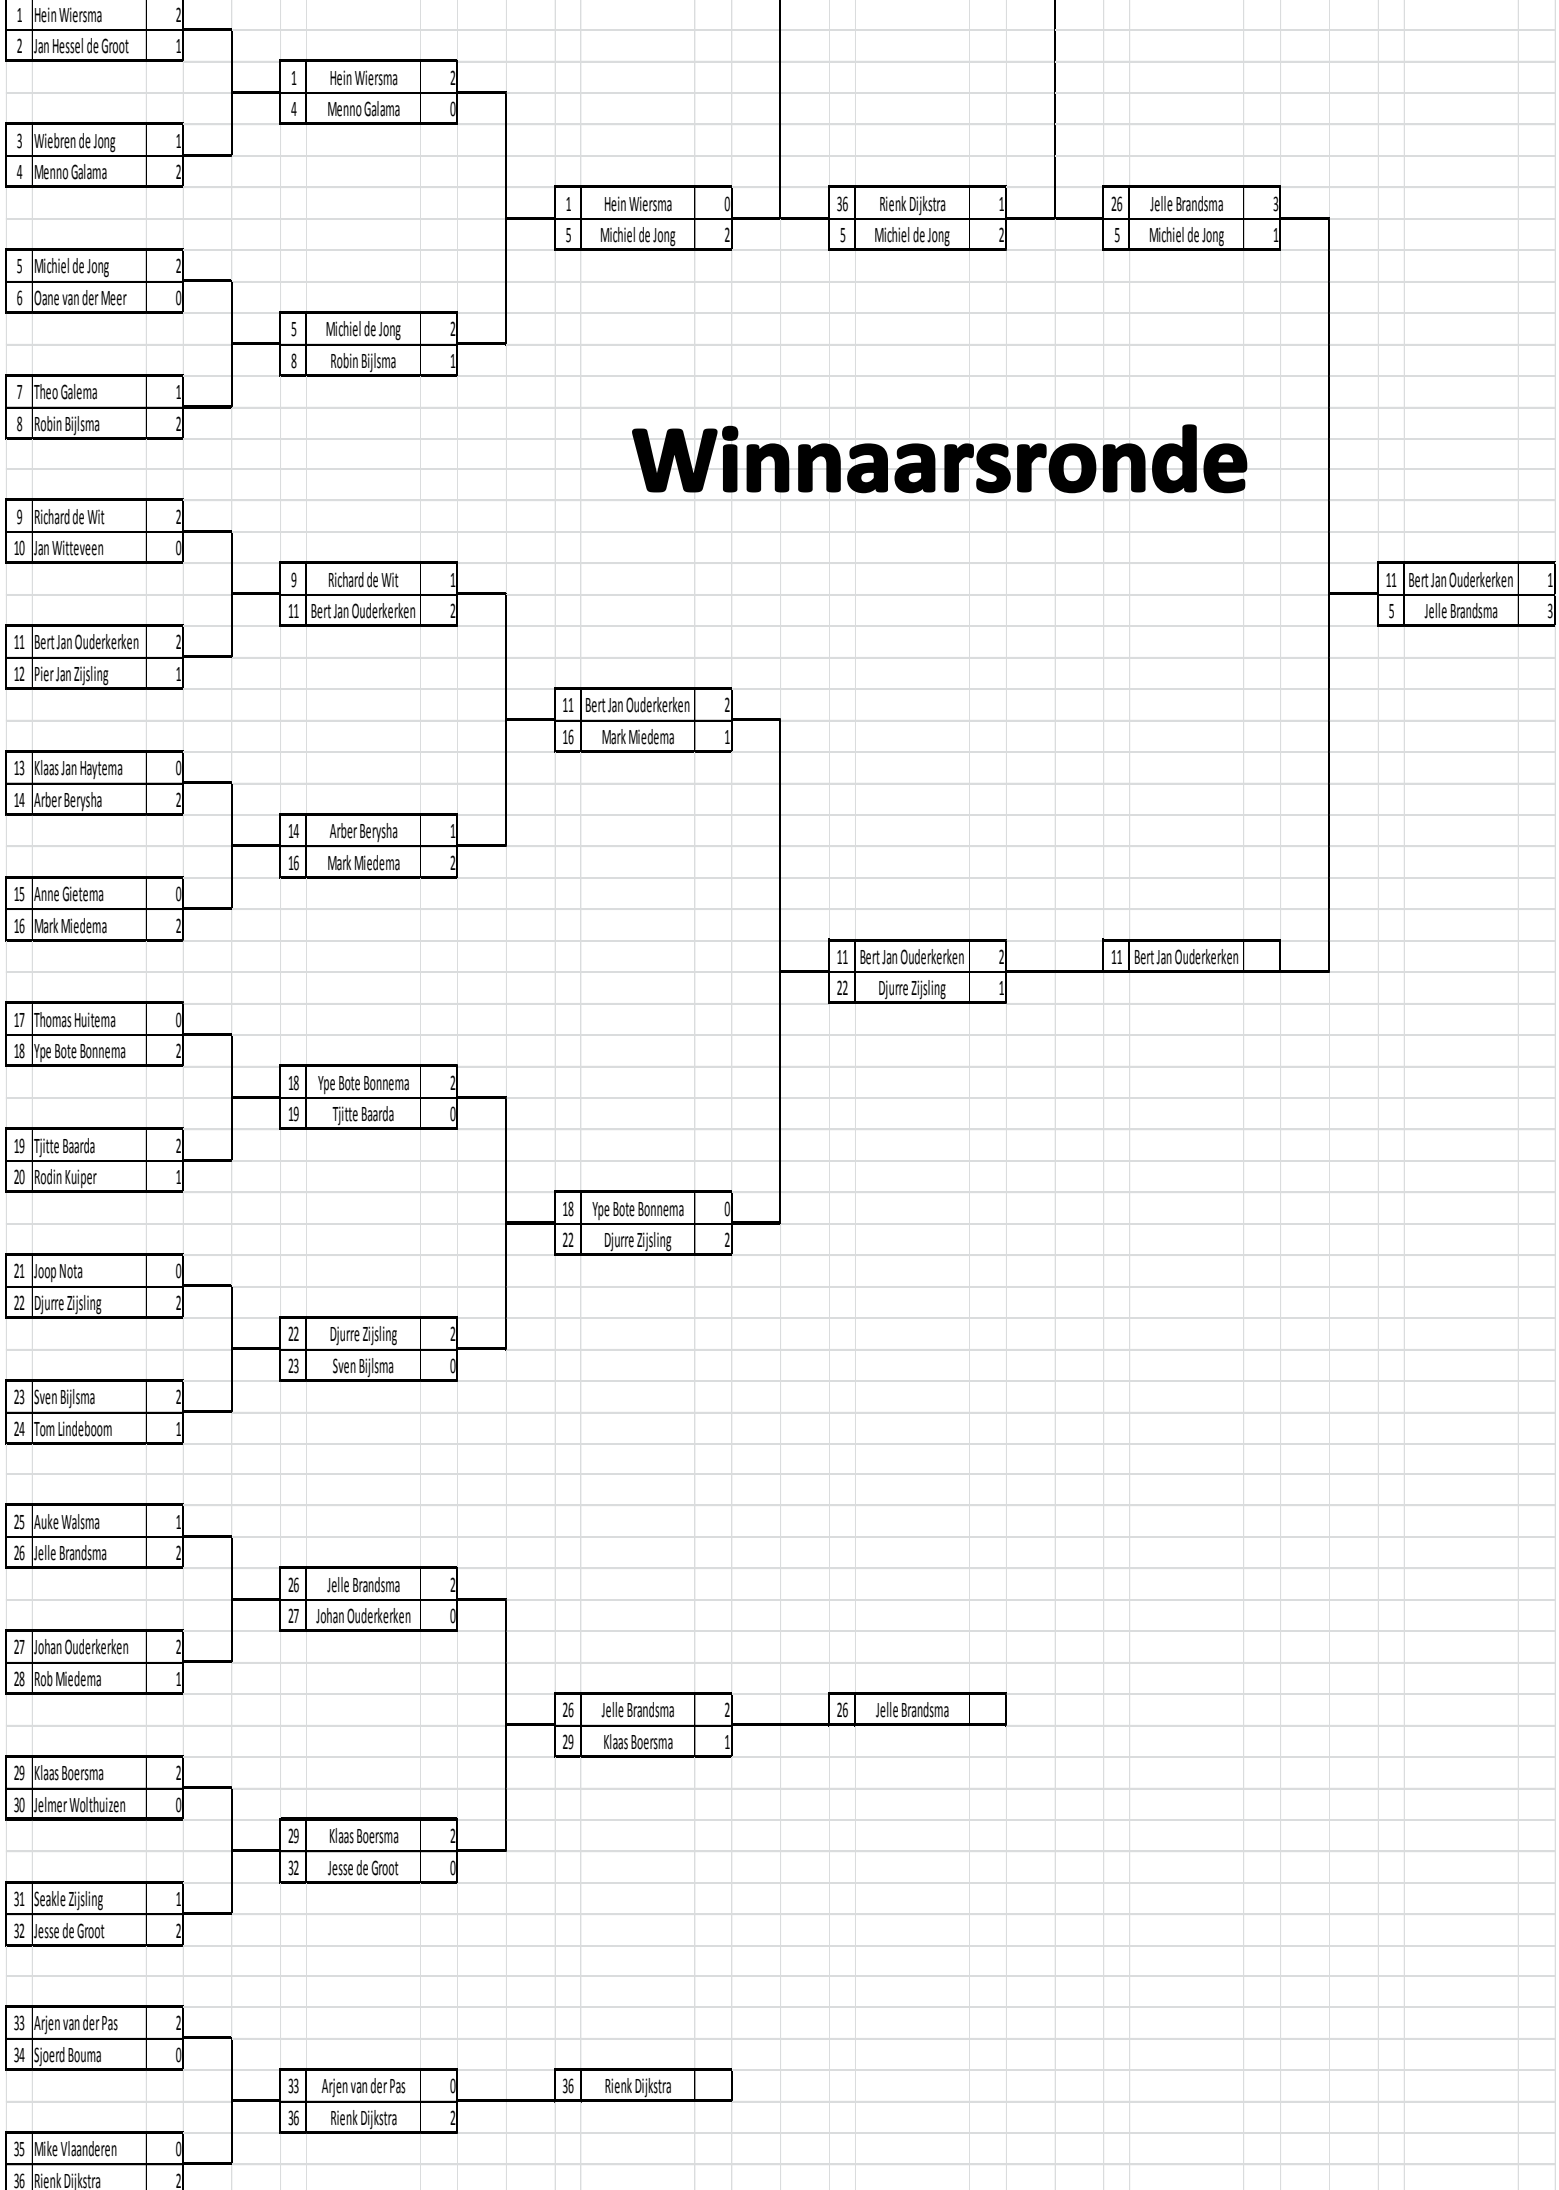 1 Hein Wiersma 2
2 Jan Hessel de Groot 1
1 Hein Wiersma 2
4 Menno Galama 0
3 Wiebren de Jong 1
4 Menno Galama 2
1 Hein Wiersma 0
5 Michiel de Jong 2
36 Rienk Dijkstra 1
5 Michiel de Jong 2
26 Jelle Brandsma 3
5 Michiel de Jong 1
5 Michiel de Jong 2
6 Oane van der Meer 0
5 Michiel de Jong 2
8 Robin Bijlsma 1
7 Theo Galema 1
8 Robin Bijlsma 2
Winnaarsronde
9 Richard de Wit 2
10 Jan Witteveen 0
9 Richard de Wit 1
11 Bert Jan Ouderkerken 2
11 Bert Jan Ouderkerken 1
5 Jelle Brandsma 3
11 Bert Jan Ouderkerken 2
12 Pier Jan Zijsling 1
11 Bert Jan Ouderkerken 2
16 Mark Miedema 1
13 Klaas Jan Haytema 0
14 Arber Berysha 2
14 Arber Berysha 1
16 Mark Miedema 2
15 Anne Gietema 0
16 Mark Miedema 2
11 Bert Jan Ouderkerken 2
22 Djurre Zijsling 1
11 Bert Jan Ouderkerken
17 Thomas Huitema 0
18 Ype Bote Bonnema 2
18 Ype Bote Bonnema 2
19 Tjitte Baarda 0
19 Tjitte Baarda 2
20 Rodin Kuiper 1
18 Ype Bote Bonnema 0
22 Djurre Zijsling 2
21 Joop Nota 0
22 Djurre Zijsling 2
22 Djurre Zijsling 2
23 Sven Bijlsma 0
23 Sven Bijlsma 2
24 Tom Lindeboom 1
25 Auke Walsma 1
26 Jelle Brandsma 2
26 Jelle Brandsma 2
27 Johan Ouderkerken 0
27 Johan Ouderkerken 2
28 Rob Miedema 1
26 Jelle Brandsma 2
29 Klaas Boersma 1
26 Jelle Brandsma
29 Klaas Boersma 2
30 Jelmer Wolthuizen 0
29 Klaas Boersma 2
32 Jesse de Groot 0
31 Seakle Zijsling 1
32 Jesse de Groot 2
33 Arjen van der Pas 2
34 Sjoerd Bouma 0
33 Arjen van der Pas 0
36 Rienk Dijkstra 2
36 Rienk Dijkstra
35 Mike Vlaanderen 0
36 Rienk Dijkstra 2